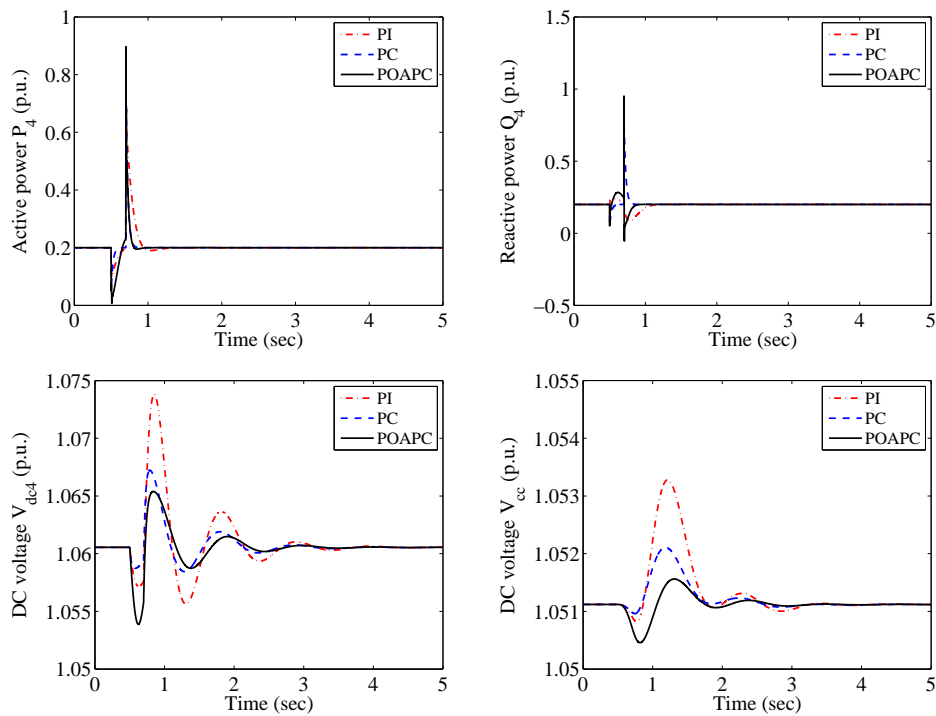 Active power P4 (p.u.)
1
0.8
0.6
0.4
0.2
0
0 1 2 3 4 5
Time (sec)
PI
PC
POAPC
Reactive power Q4 (p.u.)
1.5
1
0.5
0
−0.5
0 1 2 3 4 5
Time (sec)
PI
PC
POAPC
DC voltage Vdc4 (p.u.)
1.075
1.07
1.065
1.06
1.055
1.05
0 1 2 3 4 5
Time (sec)
PI
PC
POAPC
DC voltage Vcc (p.u.)
1.055
1.054
1.053
1.052
1.051
1.05
0 1 2 3 4 5
Time (sec)
PI
PC
POAPC